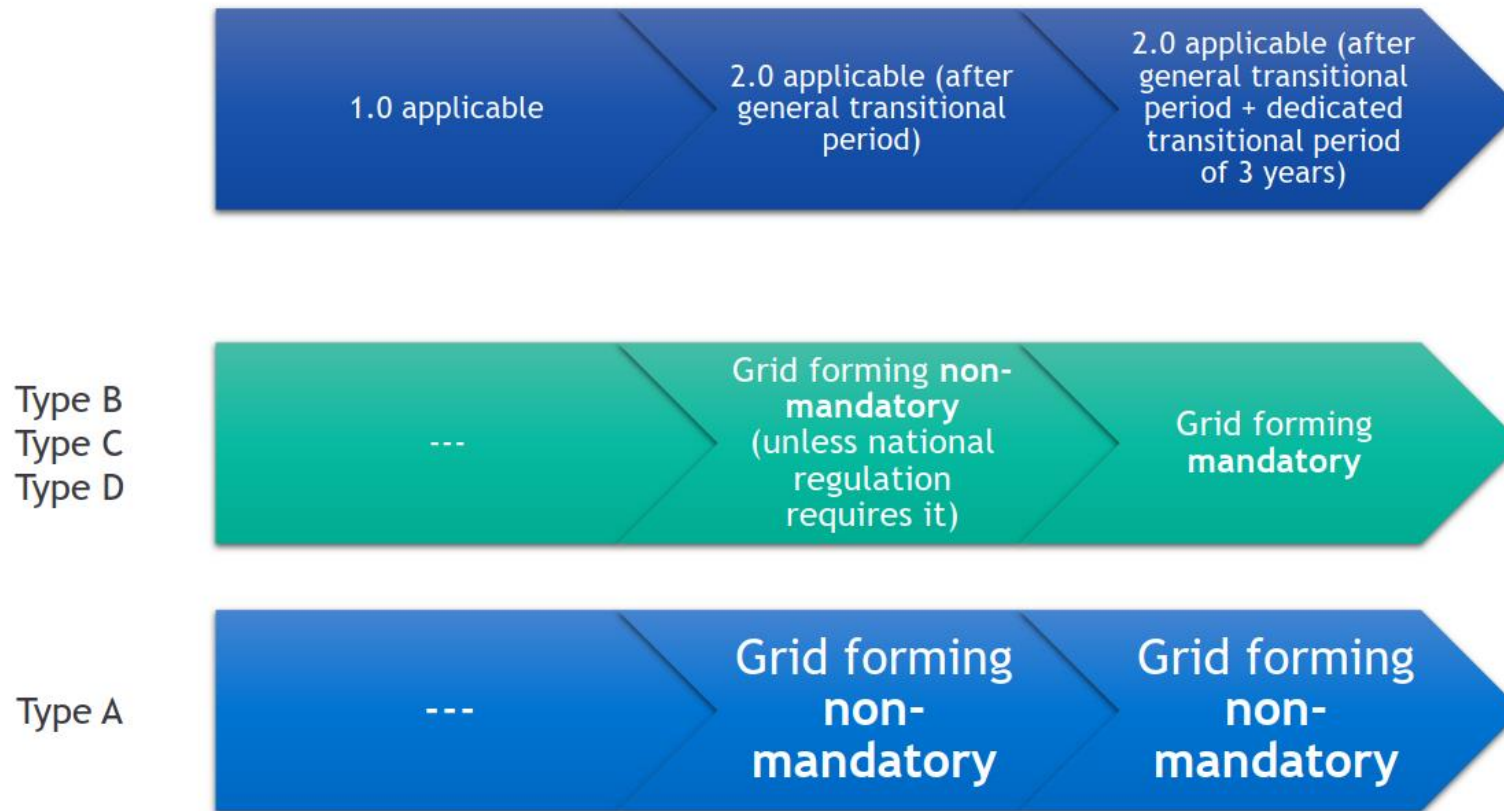 1.0 applicable
2.0 applicable (after
general transitional
period)
2.0 applicable (after
general transitional
period + dedicated
transitional period
of 3 years)
Type B
Type C
Type D
---
Grid forming non-
mandatory
(unless national
regulation
requires it)
Grid forming
mandatory
Type A
---
Grid forming
non-
mandatory
Grid forming
non-
mandatory